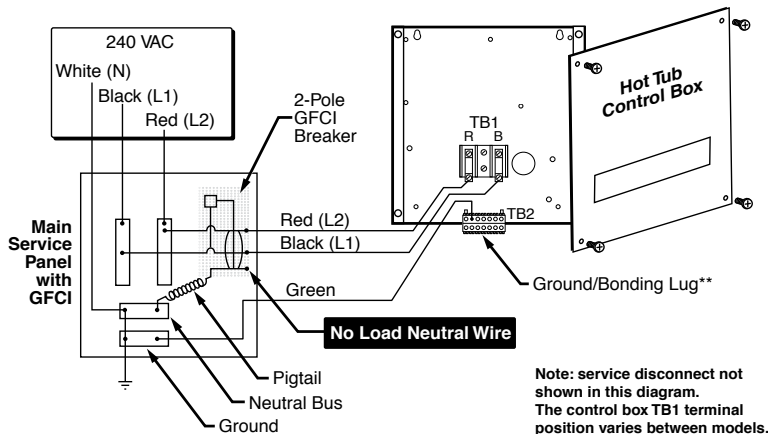 240 VAC
White (N)
Black (L1)
Red (L2)
2-Pole
GFCI
Breaker
Main
Service
Panel
with
GFCI
Red (L2)
Black (L1)
Green
No Load Neutral Wire
Pigtail
Neutral Bus
Ground
TB1
R B
TB2
Ground/Bonding Lug**
Hot Tub
Control Box
Note: service disconnect not
shown in this diagram.
The control box TB1 terminal
position varies between models.